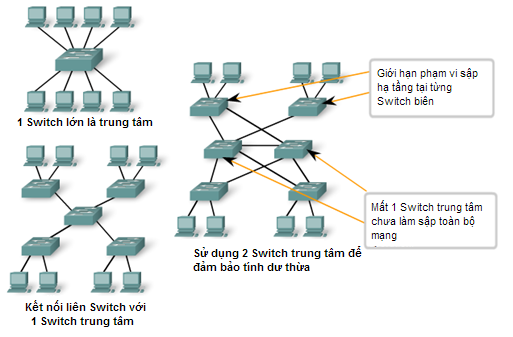 1 Switch lớn là trung tâm
Giới hạn phạm vi sập
hạ tầng tại từng
Switch biên
Mất 1 Switch trung tâm
chưa làm sập toàn bộ
mạng
Sử dụng 2 Switch trung tâm để
đảm bảo tình dư thừa
Kết nối liên Switch với
1 Switch trung tâm